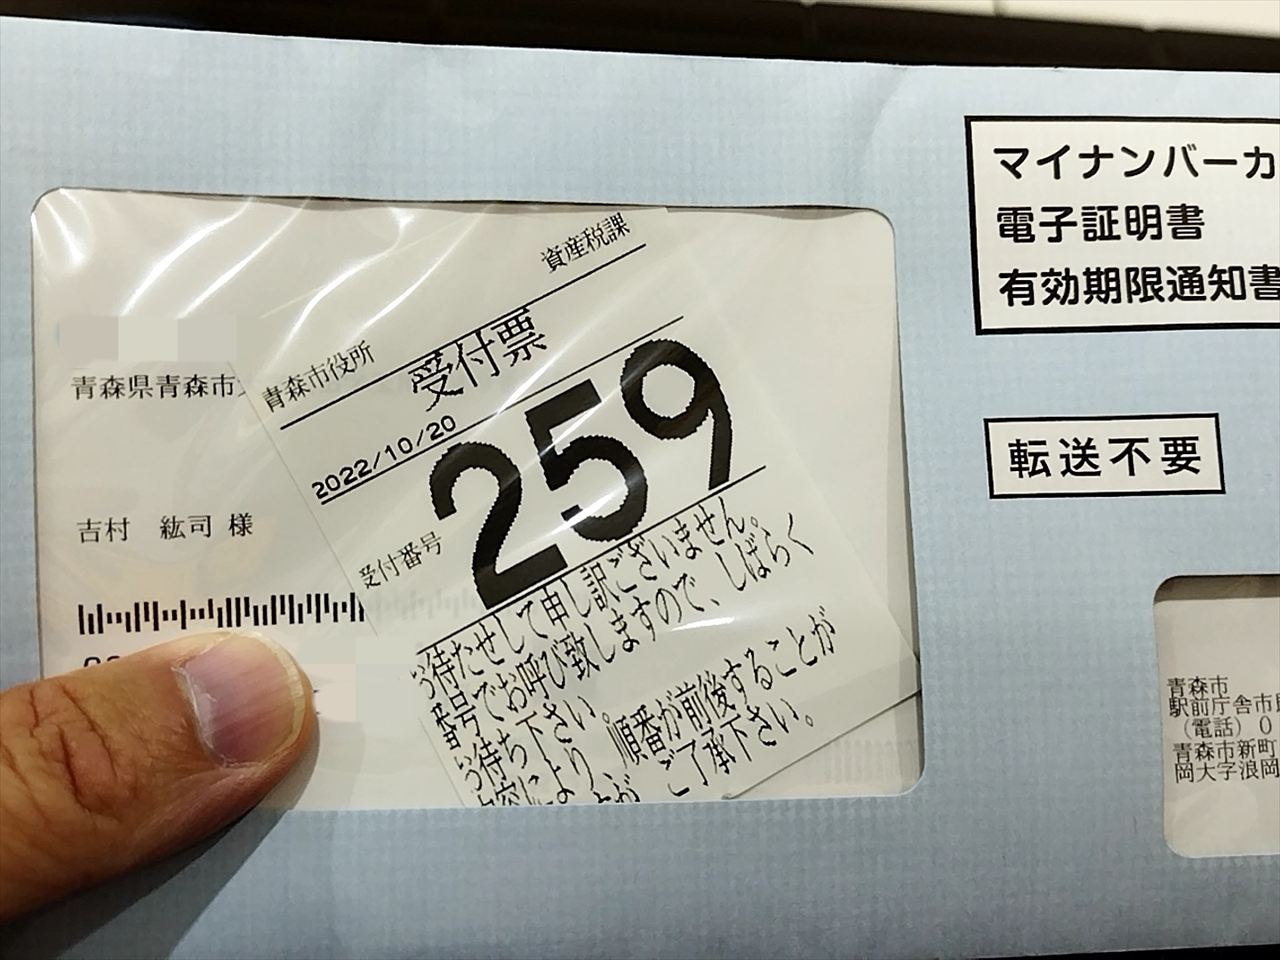 マイナンバーカ
電子証明書
有効期限通知書
転送不要
青森県青森市
吉村 紘司 様
資産税課
青森市役所
受付票
2022/10/20
受付番号
259
お待たせして申し訳ございません。
番号でお呼び致しますので、しばらく
お待ち下さい。
内容により、順番が前後することが
ご了承下さい。
青森市
駅前庁舎市民
(電話) 0
青森市新町
岡大字浪岡